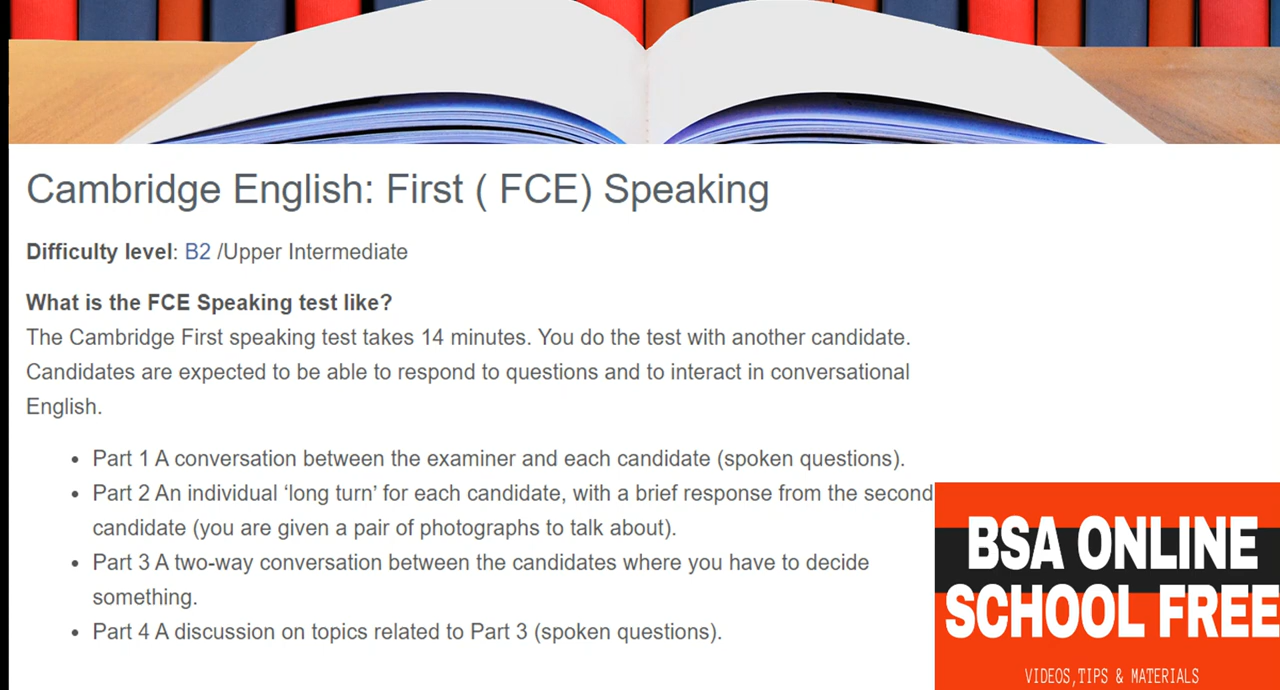 Cambridge English: First ( FCE) Speaking
Difficulty level: B2 /Upper Intermediate
What is the FCE Speaking test like?
The Cambridge First speaking test takes 14 minutes. You do the test with another candidate.
Candidates are expected to be able to respond to questions and to interact in conversational
English.
• Part 1 A conversation between the examiner and each candidate (spoken questions).
• Part 2 An individual ‘long turn’ for each candidate, with a brief response from the second
candidate (you are given a pair of photographs to talk about).
• Part 3 A two-way conversation between the candidates where you have to decide
something.
• Part 4 A discussion on topics related to Part 3 (spoken questions).
BSA ONLINE
SCHOOL FREE
VIDEOS,TIPS & MATERIALS